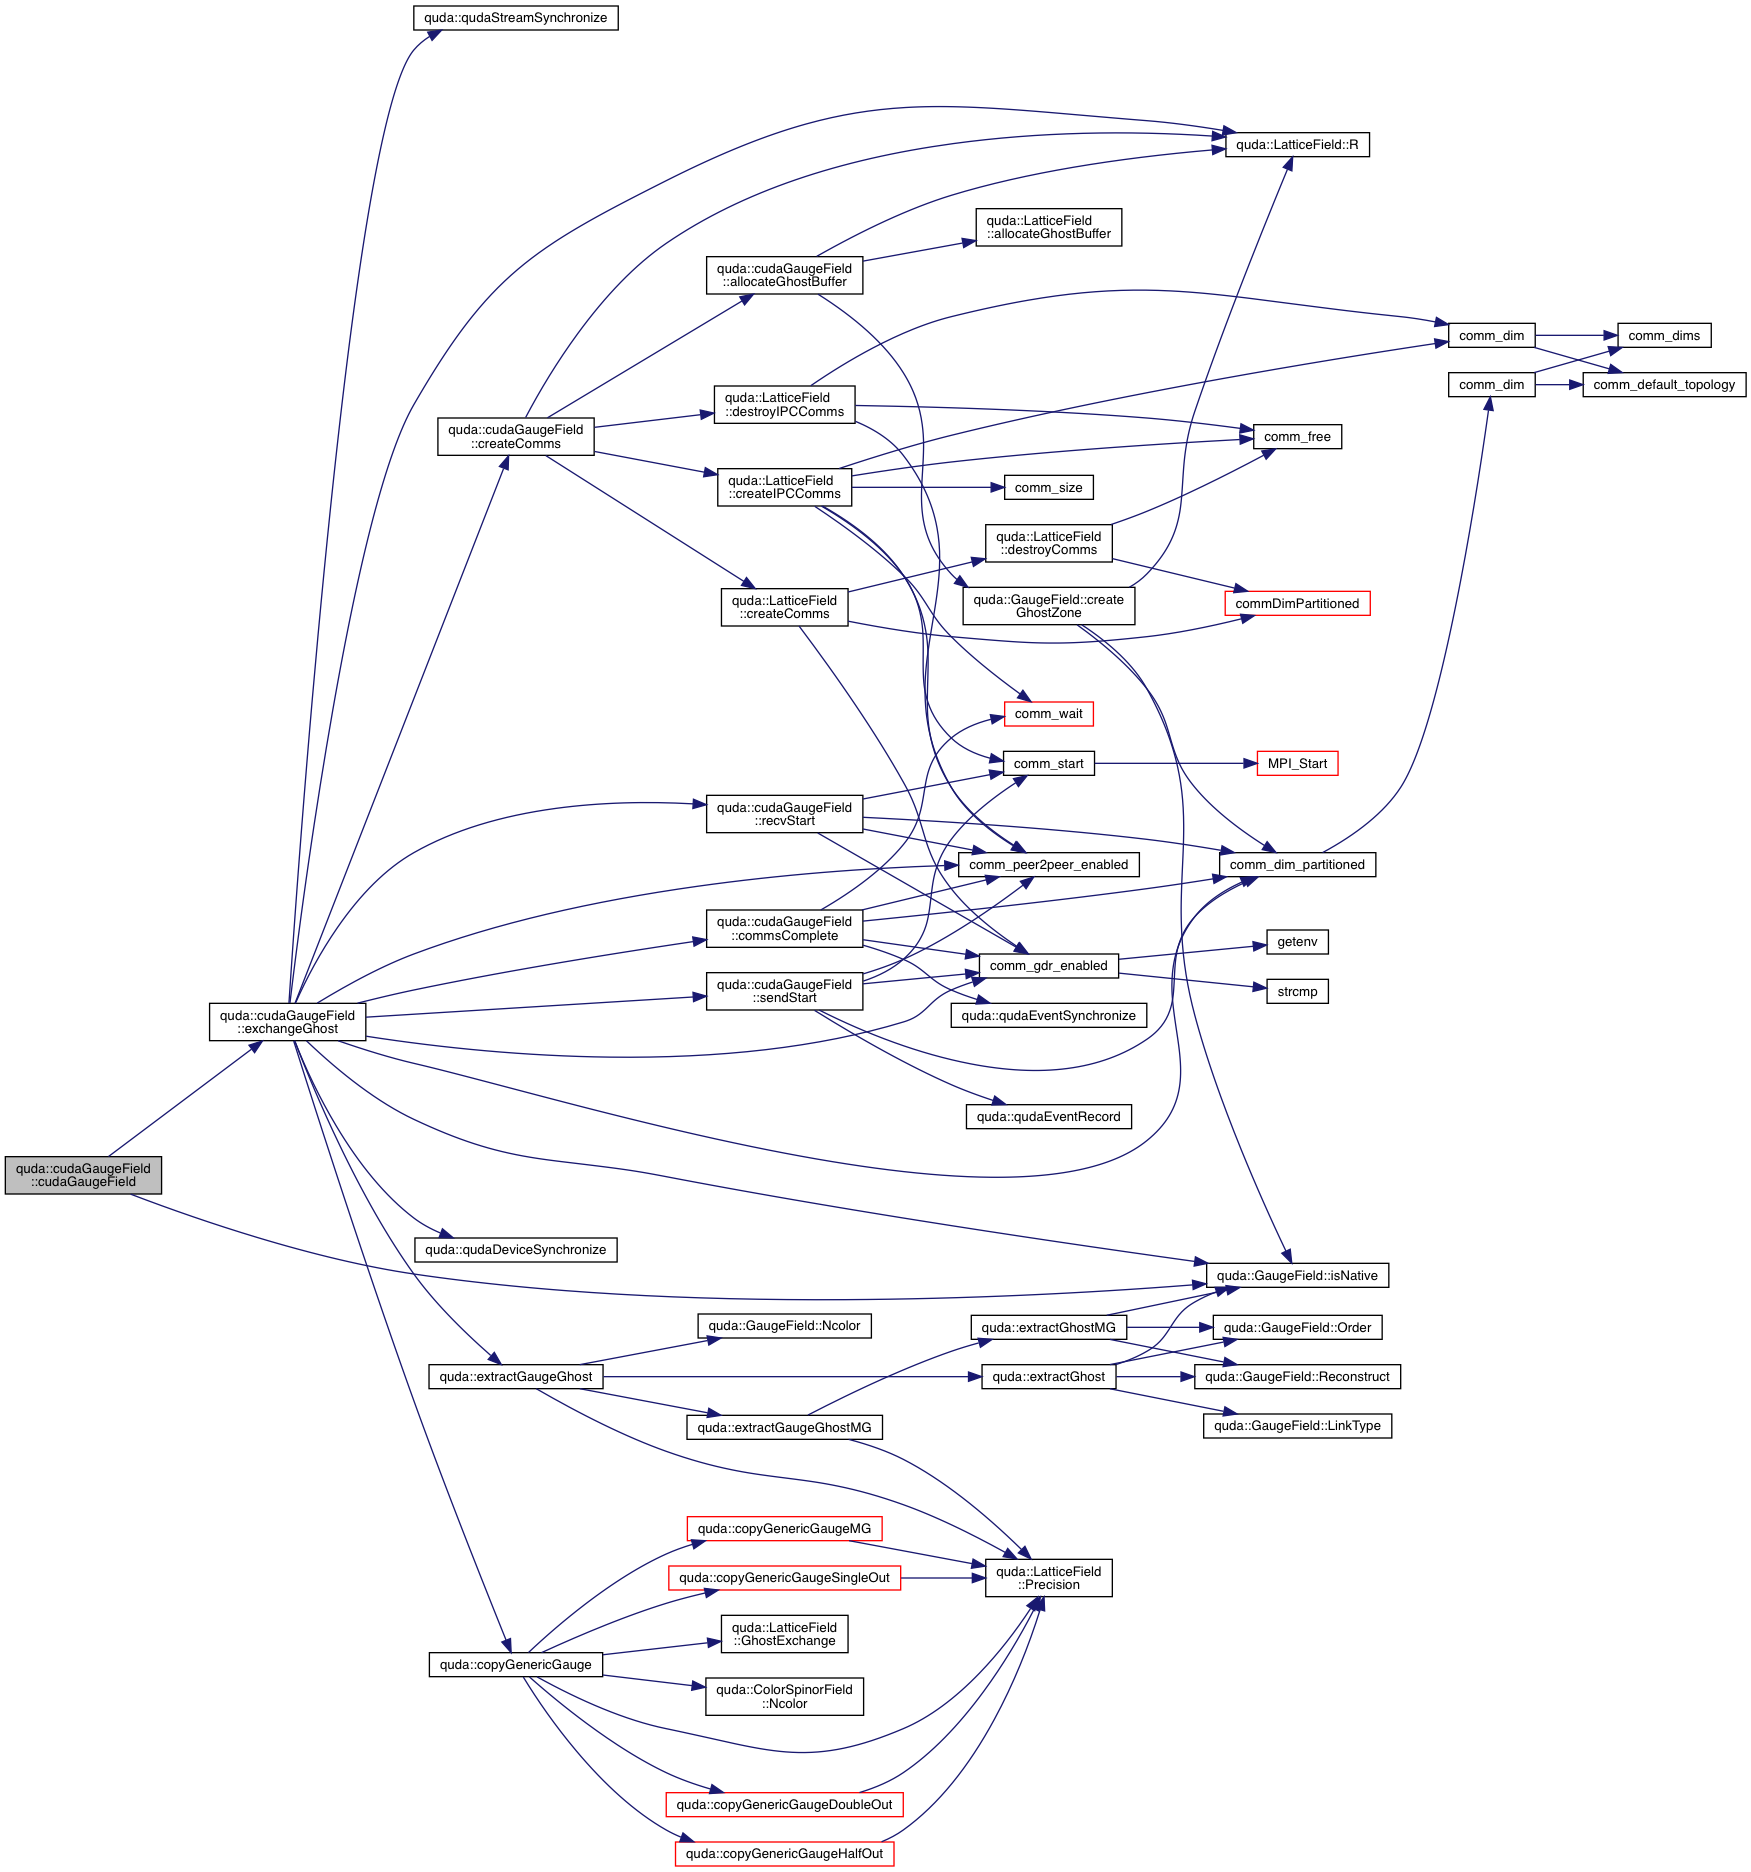 quda::qudaStreamSynchronize
quda::LatticeField::R
quda::LatticeField
::allocateGhostBuffer
quda::cudaGaugeField
::allocateGhostBuffer
comm_dim
comm_dims
comm_dim
comm_default_topology
quda::LatticeField
::destroyIPCComms
quda::cudaGaugeField
::createComms
comm_free
quda::LatticeField
::createIPCComms
comm_size
quda::LatticeField
::destroyComms
quda::LatticeField
::createComms
quda::GaugeField::create
GhostZone
commDimPartitioned
comm_wait
comm_start
MPI_Start
quda::cudaGaugeField
::recvStart
comm_peer2peer_enabled
comm_dim_partitioned
quda::cudaGaugeField
::commsComplete
getenv
comm_gdr_enabled
quda::cudaGaugeField
::sendStart
strcmp
quda::cudaGaugeField
::exchangeGhost
quda::qudaEventSynchronize
quda::qudaEventRecord
quda::cudaGaugeField
::cudaGaugeField
quda::qudaDeviceSynchronize
quda::GaugeField::isNative
quda::GaugeField::Ncolor
quda::extractGhostMG
quda::GaugeField::Order
quda::extractGaugeGhost
quda::extractGhost
quda::GaugeField::Reconstruct
quda::extractGaugeGhostMG
quda::GaugeField::LinkType
quda::copyGenericGaugeMG
quda::copyGenericGaugeSingleOut
quda::LatticeField
::Precision
quda::LatticeField
::GhostExchange
quda::copyGenericGauge
quda::ColorSpinorField
::Ncolor
quda::copyGenericGaugeDoubleOut
quda::copyGenericGaugeHalfOut